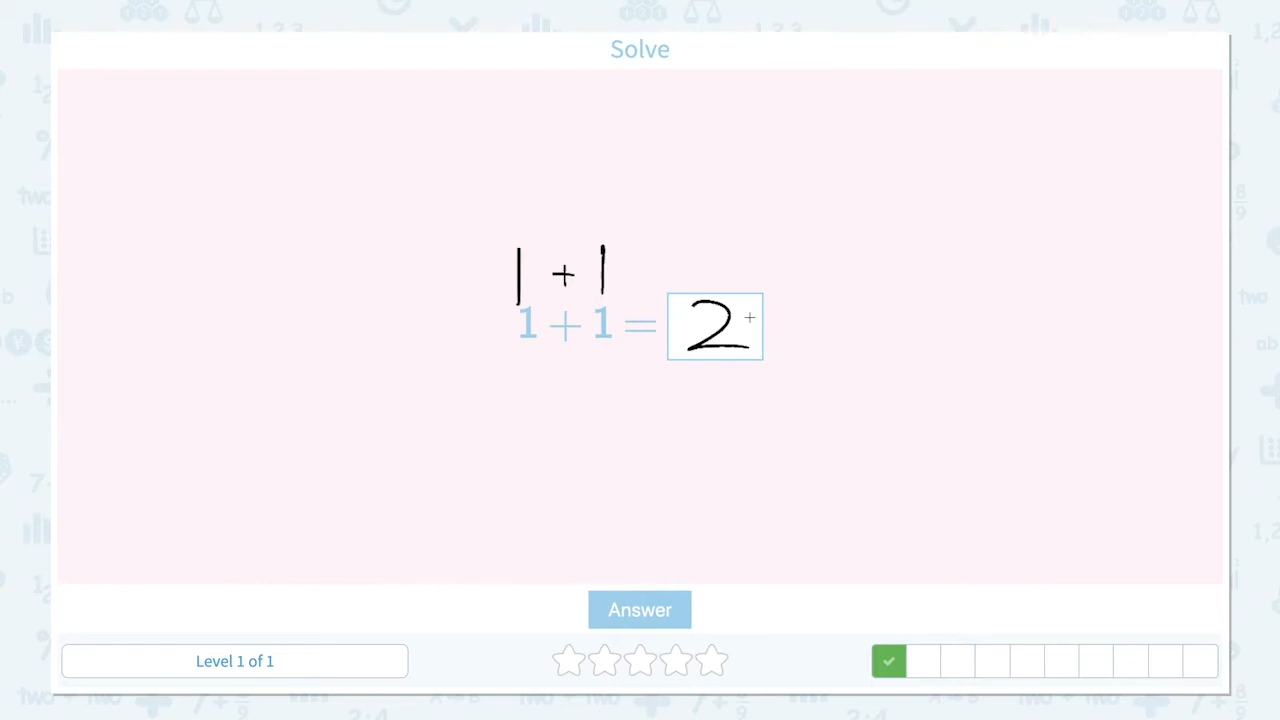 Solve
1 + 1
1 + 1 = 2
Answer
Level 1 of 1